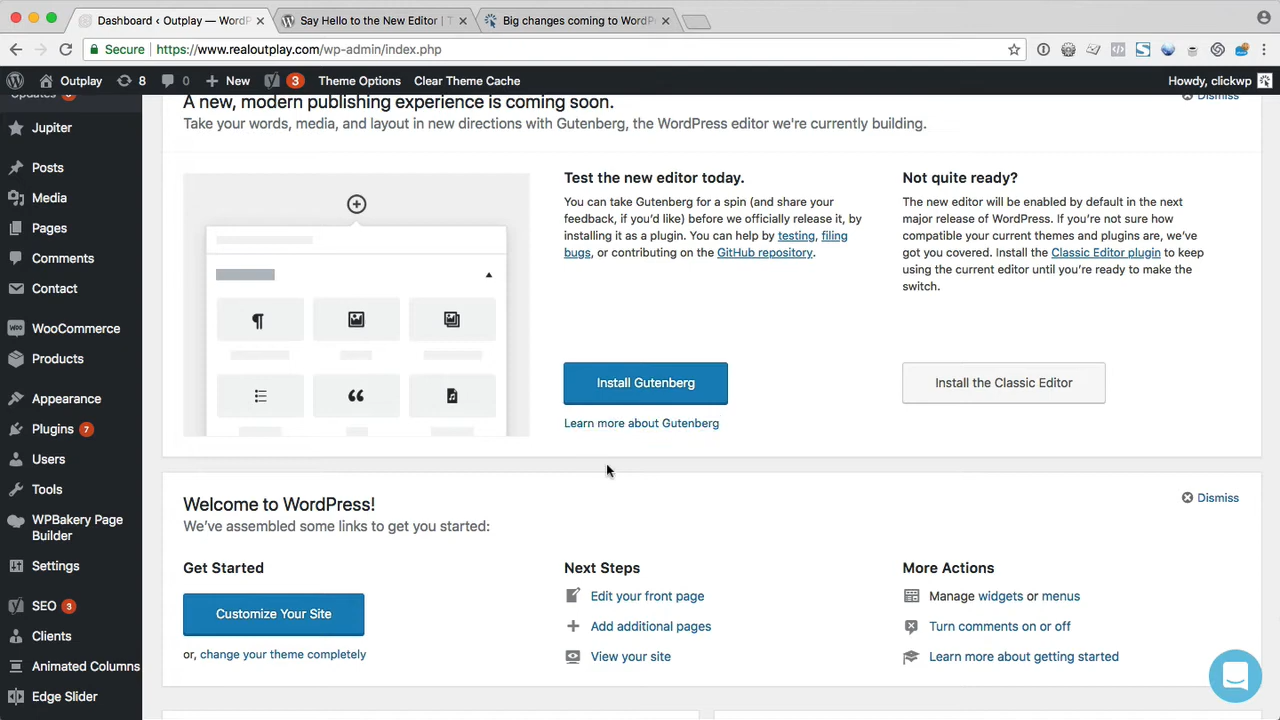 Dashboard ‹ Outplay — WordP
Say Hello to the New Editor | T
Big changes coming to WordPr
Secure
https://www.realoutplay.com/wp-admin/index.php
Outplay
8
0
New
3
Theme Options
Clear Theme Cache
Howdy, clickwp
Updates
Jupiter
Posts
Media
Pages
Comments
Contact
WooCommerce
Products
Appearance
Plugins 7
Users
Tools
WPBakery Page
Builder
Settings
SEO 3
Clients
Animated Columns
Edge Slider
A new, modern publishing experience is coming soon.
Dismiss
Take your words, media, and layout in new directions with Gutenberg, the WordPress editor we're currently building.
Test the new editor today.
You can take Gutenberg for a spin (and share your
feedback, if you'd like) before we officially release it, by
installing it as a plugin. You can help by testing, filing
bugs, or contributing on the GitHub repository.
Install Gutenberg
Learn more about Gutenberg
Not quite ready?
The new editor will be enabled by default in the next
major release of WordPress. If you're not sure how
compatible your current themes and plugins are, we've
got you covered. Install the Classic Editor plugin to keep
using the current editor until you're ready to make the
switch.
Install the Classic Editor
Welcome to WordPress!
Dismiss
We've assembled some links to get you started:
Get Started
Customize Your Site
or, change your theme completely
Next Steps
Edit your front page
Add additional pages
View your site
More Actions
Manage widgets or menus
Turn comments on or off
Learn more about getting started